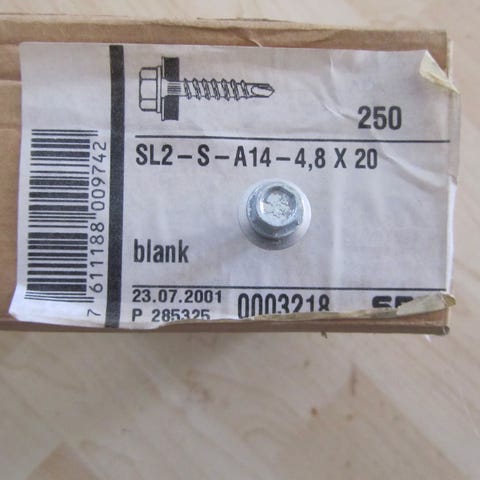 250
SL2-S-A14-4,8 X 20
blank
23.07.2001 0003218
P 285325
7 611188 009742